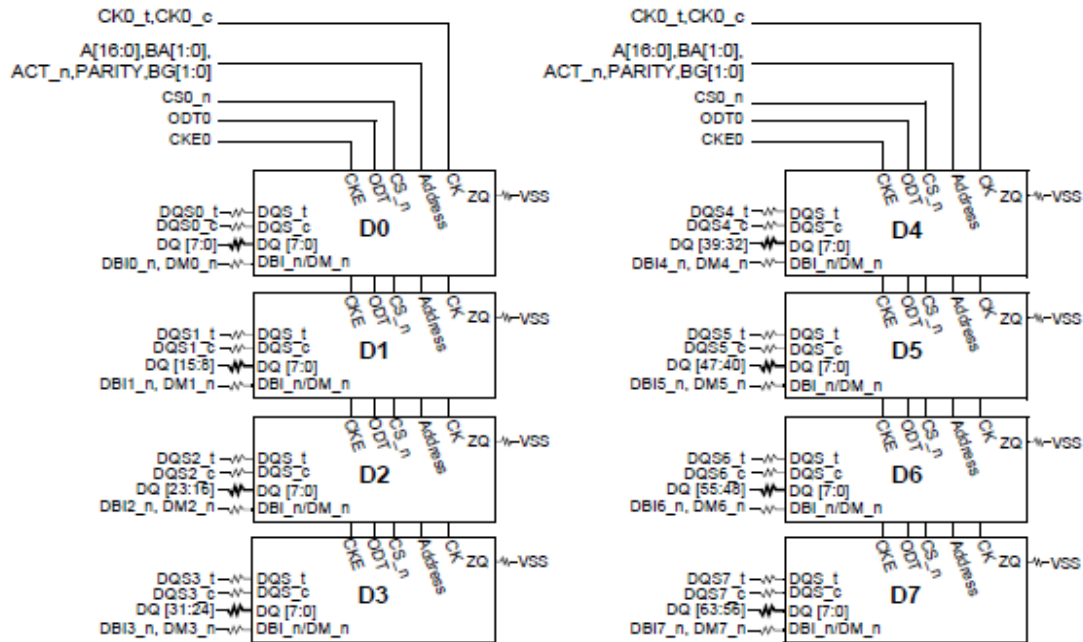 CK0_t,CK0_c
A[16:0],BA[1:0],
ACT_n,PARITY,BG[1:0]
CS0_n
ODT0
CKE0
CKE ODT CS_n Address CK ZQ VSS
DQS0_t DQS_t
DQS0_c DQS_c
D0
DQ [7:0] DQ [7:0]
DBI0_n, DM0_n DBI_n/DM_n
CKE ODT CS_n Address CK ZQ VSS
DQS1_t DQS_t
DQS1_c DQS_c
D1
DQ [15:8] DQ [7:0]
DBI1_n, DM1_n DBI_n/DM_n
CKE ODT CS_n Address CK ZQ VSS
DQS2_t DQS_t
DQS2_c DQS_c
D2
DQ [23:16] DQ [7:0]
DBI2_n, DM2_n DBI_n/DM_n
CKE ODT CS_n Address CK ZQ VSS
DQS3_t DQS_t
DQS3_c DQS_c
D3
DQ [31:24] DQ [7:0]
DBI3_n, DM3_n DBI_n/DM_n
CK0_t,CK0_c
A[16:0],BA[1:0],
ACT_n,PARITY,BG[1:0]
CS0_n
ODT0
CKE0
CKE ODT CS_n Address CK ZQ VSS
DQS4_t DQS_t
DQS4_c DQS_c
D4
DQ [39:32] DQ [7:0]
DBI4_n, DM4_n DBI_n/DM_n
CKE ODT CS_n Address CK ZQ VSS
DQS5_t DQS_t
DQS5_c DQS_c
D5
DQ [47:40] DQ [7:0]
DBI5_n, DM5_n DBI_n/DM_n
CKE ODT CS_n Address CK ZQ VSS
DQS6_t DQS_t
DQS6_c DQS_c
D6
DQ [55:48] DQ [7:0]
DBI6_n, DM6_n DBI_n/DM_n
CKE ODT CS_n Address CK ZQ VSS
DQS7_t DQS_t
DQS7_c DQS_c
D7
DQ [63:56] DQ [7:0]
DBI7_n, DM7_n DBI_n/DM_n